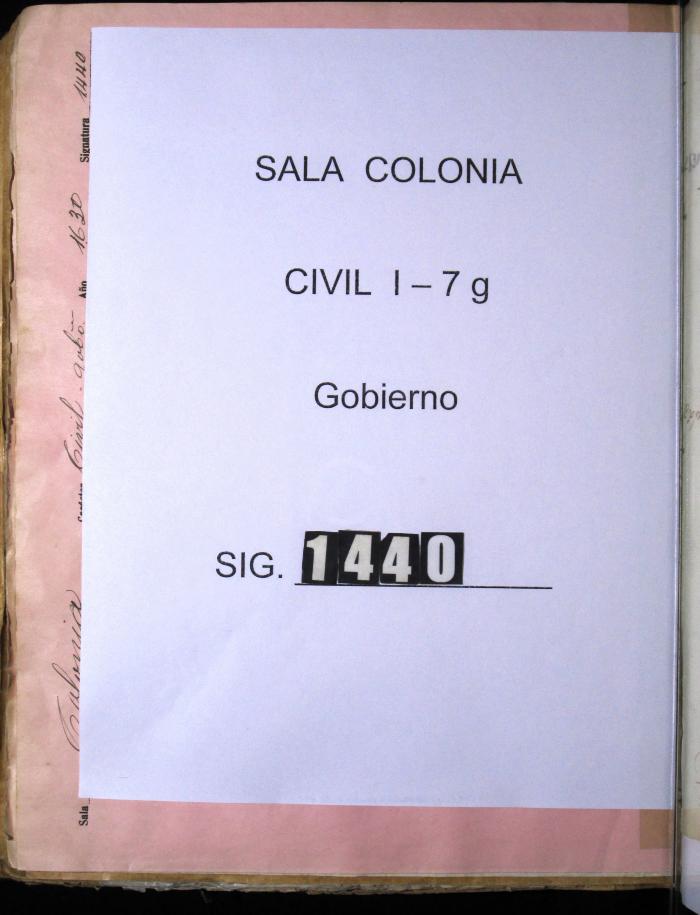 SALA COLONIA
CIVIL I – 7 g
Gobierno
SIG. 1440
Sala Colonia Civil Año 1630 Signatura 1440